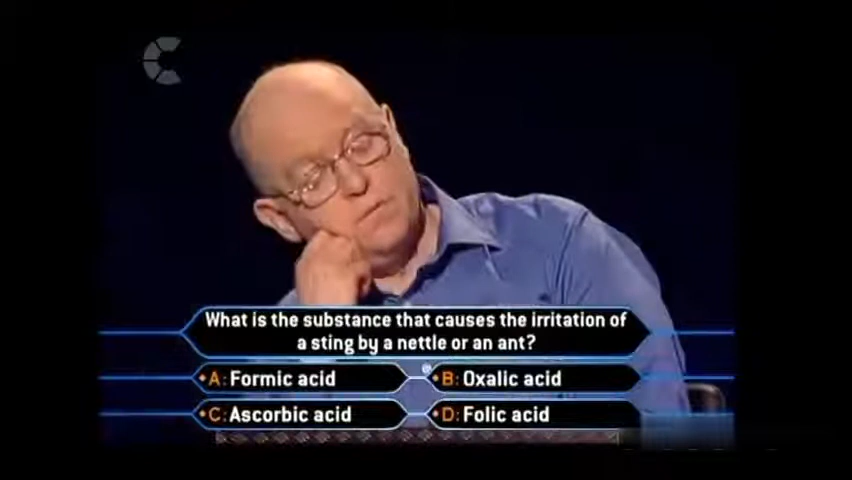 What is the substance that causes the irritation of
a sting by a nettle or an ant?
A: Formic acid
B: Oxalic acid
C: Ascorbic acid
D: Folic acid